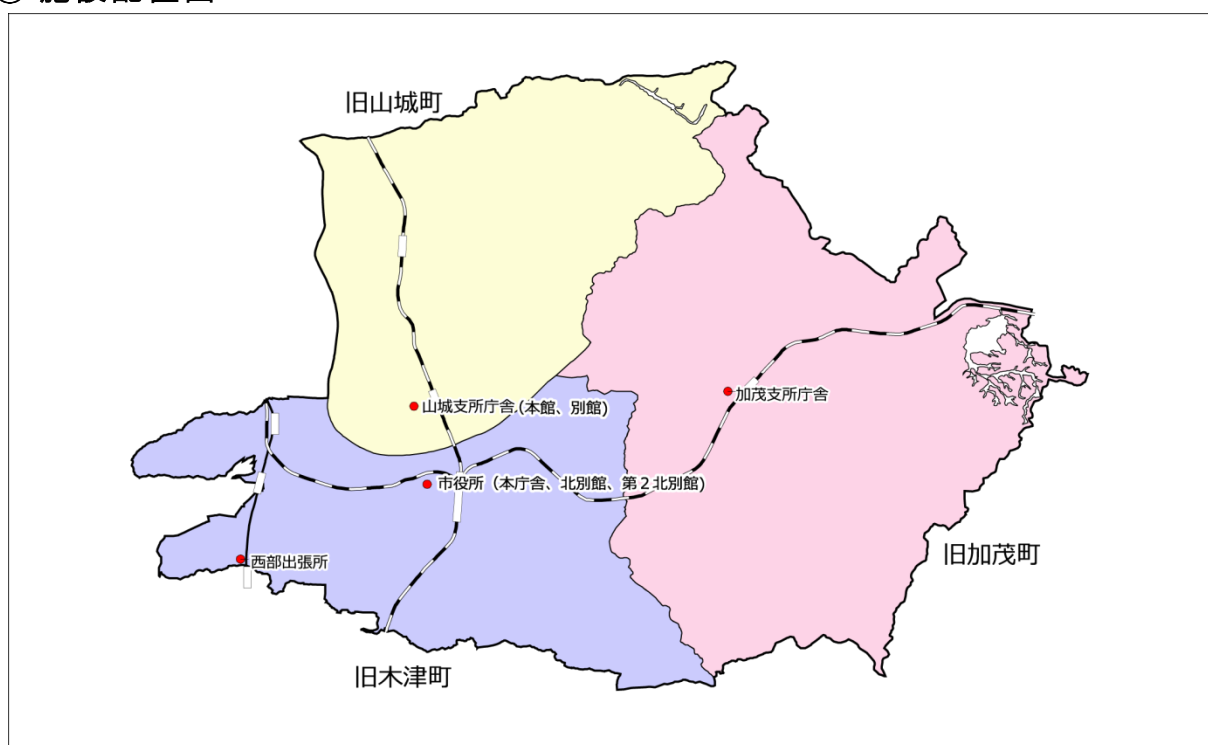 旧山城町
山城支所庁舎(本館、別館)
加茂支所庁舎
市役所(本庁舎、北別館、第2北別館)
西部出張所
旧加茂町
旧木津町